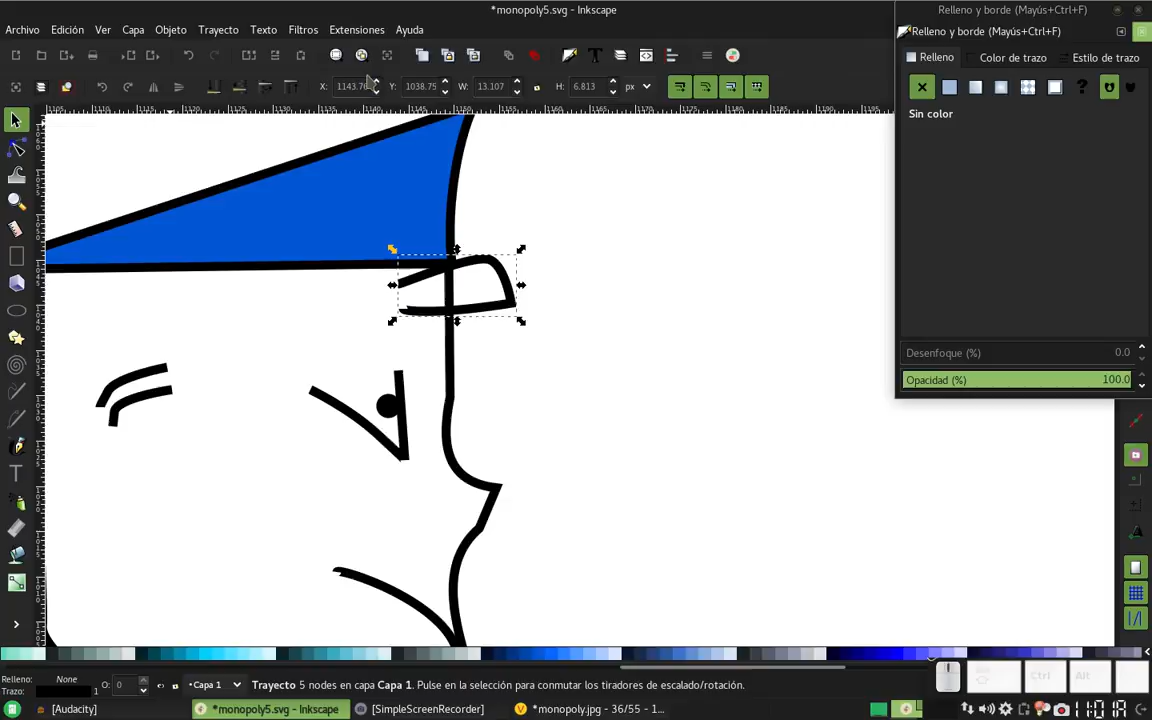 *monopoly5.svg - Inkscape
Relleno y borde (Mayús+Ctrl+F)
Archivo Edición Ver Capa Objeto Trayecto Texto Filtros Extensiones Ayuda
Relleno y borde (Mayús+Ctrl+F)
Relleno Color de trazo Estilo de trazo
X: Y: 1038.75 W: 13.107 H: 6.813 px
Sin color
Desenfoque (%) 0.0
Opacidad (%) 100.0
Relleno: None
Trazo: 1 O: 0 Capa 1 Trayecto 5 nodes en capa Capa 1. Pulse en la selección para conmutar los tiradores de escalado/rotación.
Ctrl Alt
[Audacity] *monopoly5.svg - Inkscape [SimpleScreenRecorder] *monopoly.jpg - 36/55 - 1...